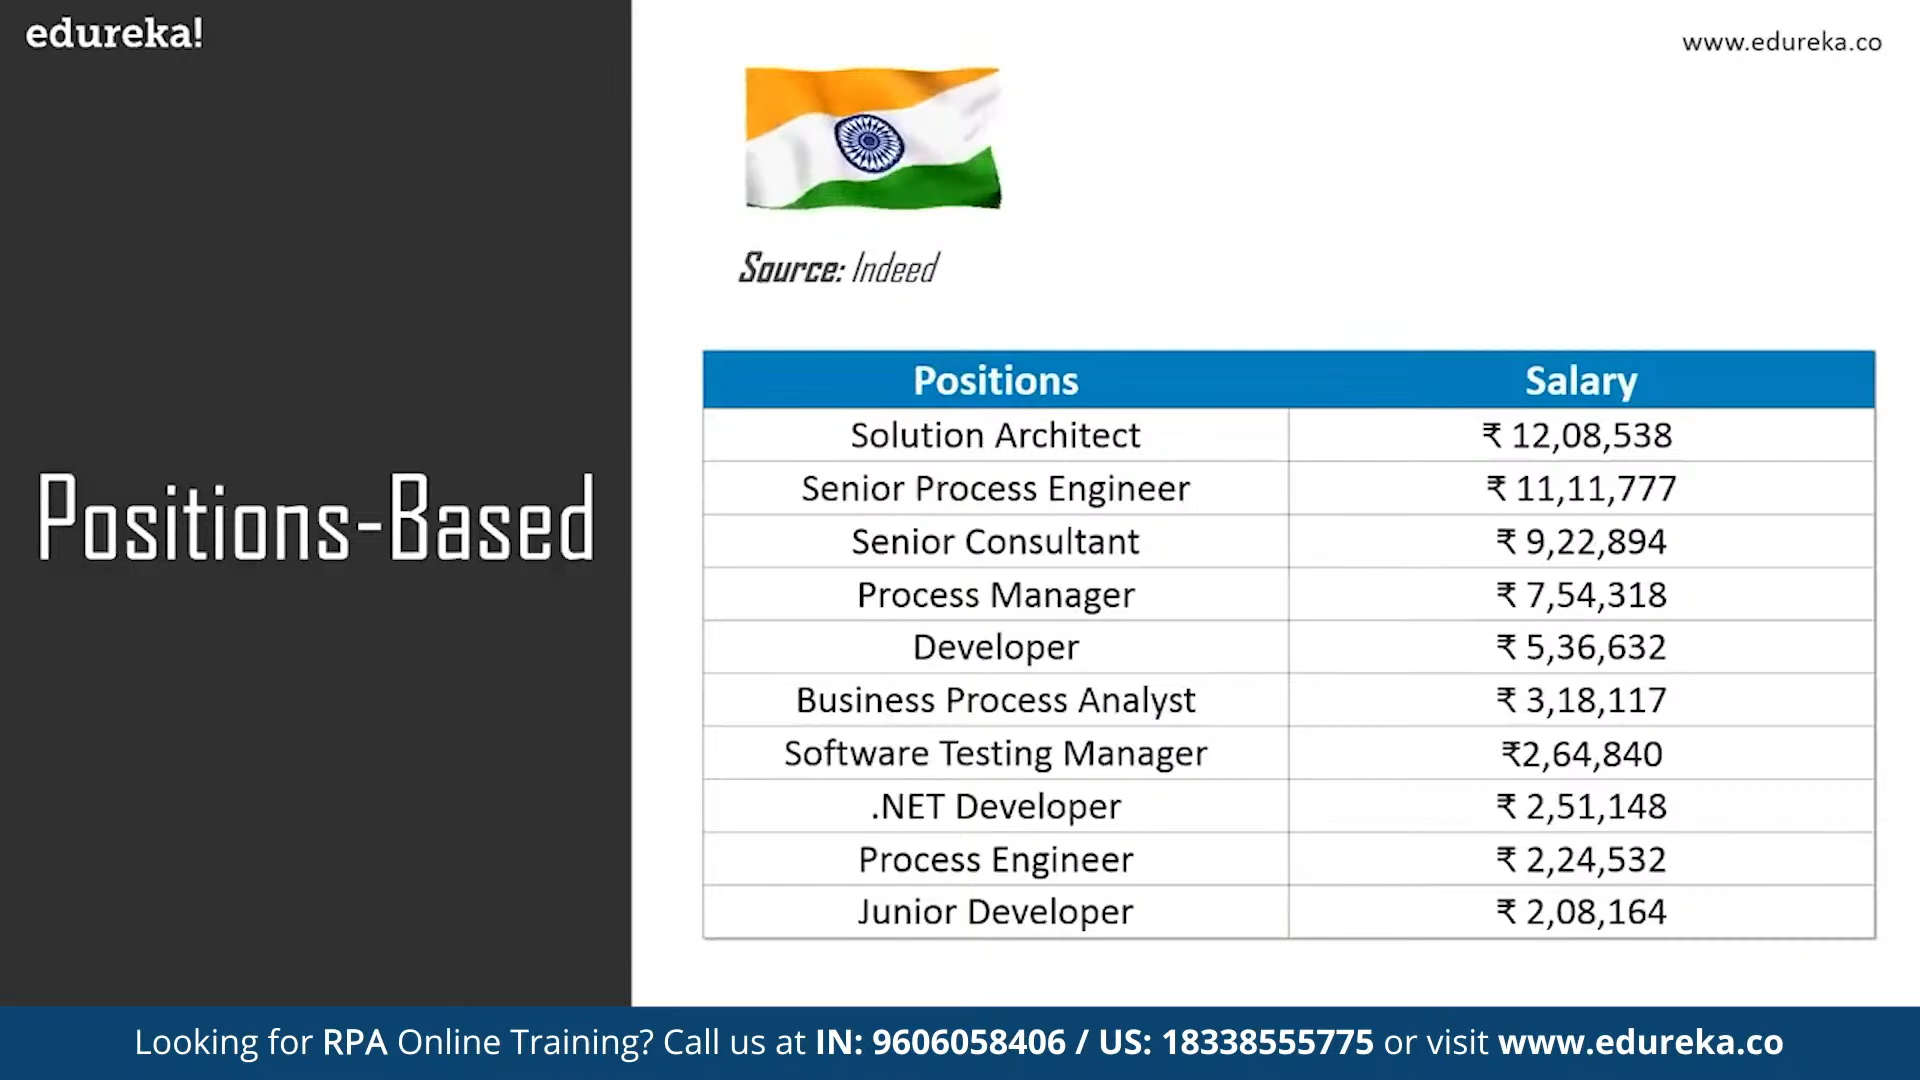 edureka!
www.edureka.co
Source: Indeed
Positions-Based
Positions Salary
Solution Architect ₹ 12,08,538
Senior Process Engineer ₹ 11,11,777
Senior Consultant ₹ 9,22,894
Process Manager ₹ 7,54,318
Developer ₹ 5,36,632
Business Process Analyst ₹ 3,18,117
Software Testing Manager ₹2,64,840
.NET Developer ₹ 2,51,148
Process Engineer ₹ 2,24,532
Junior Developer ₹ 2,08,164
Looking for RPA Online Training? Call us at IN: 9606058406 / US: 18338555775 or visit www.edureka.co